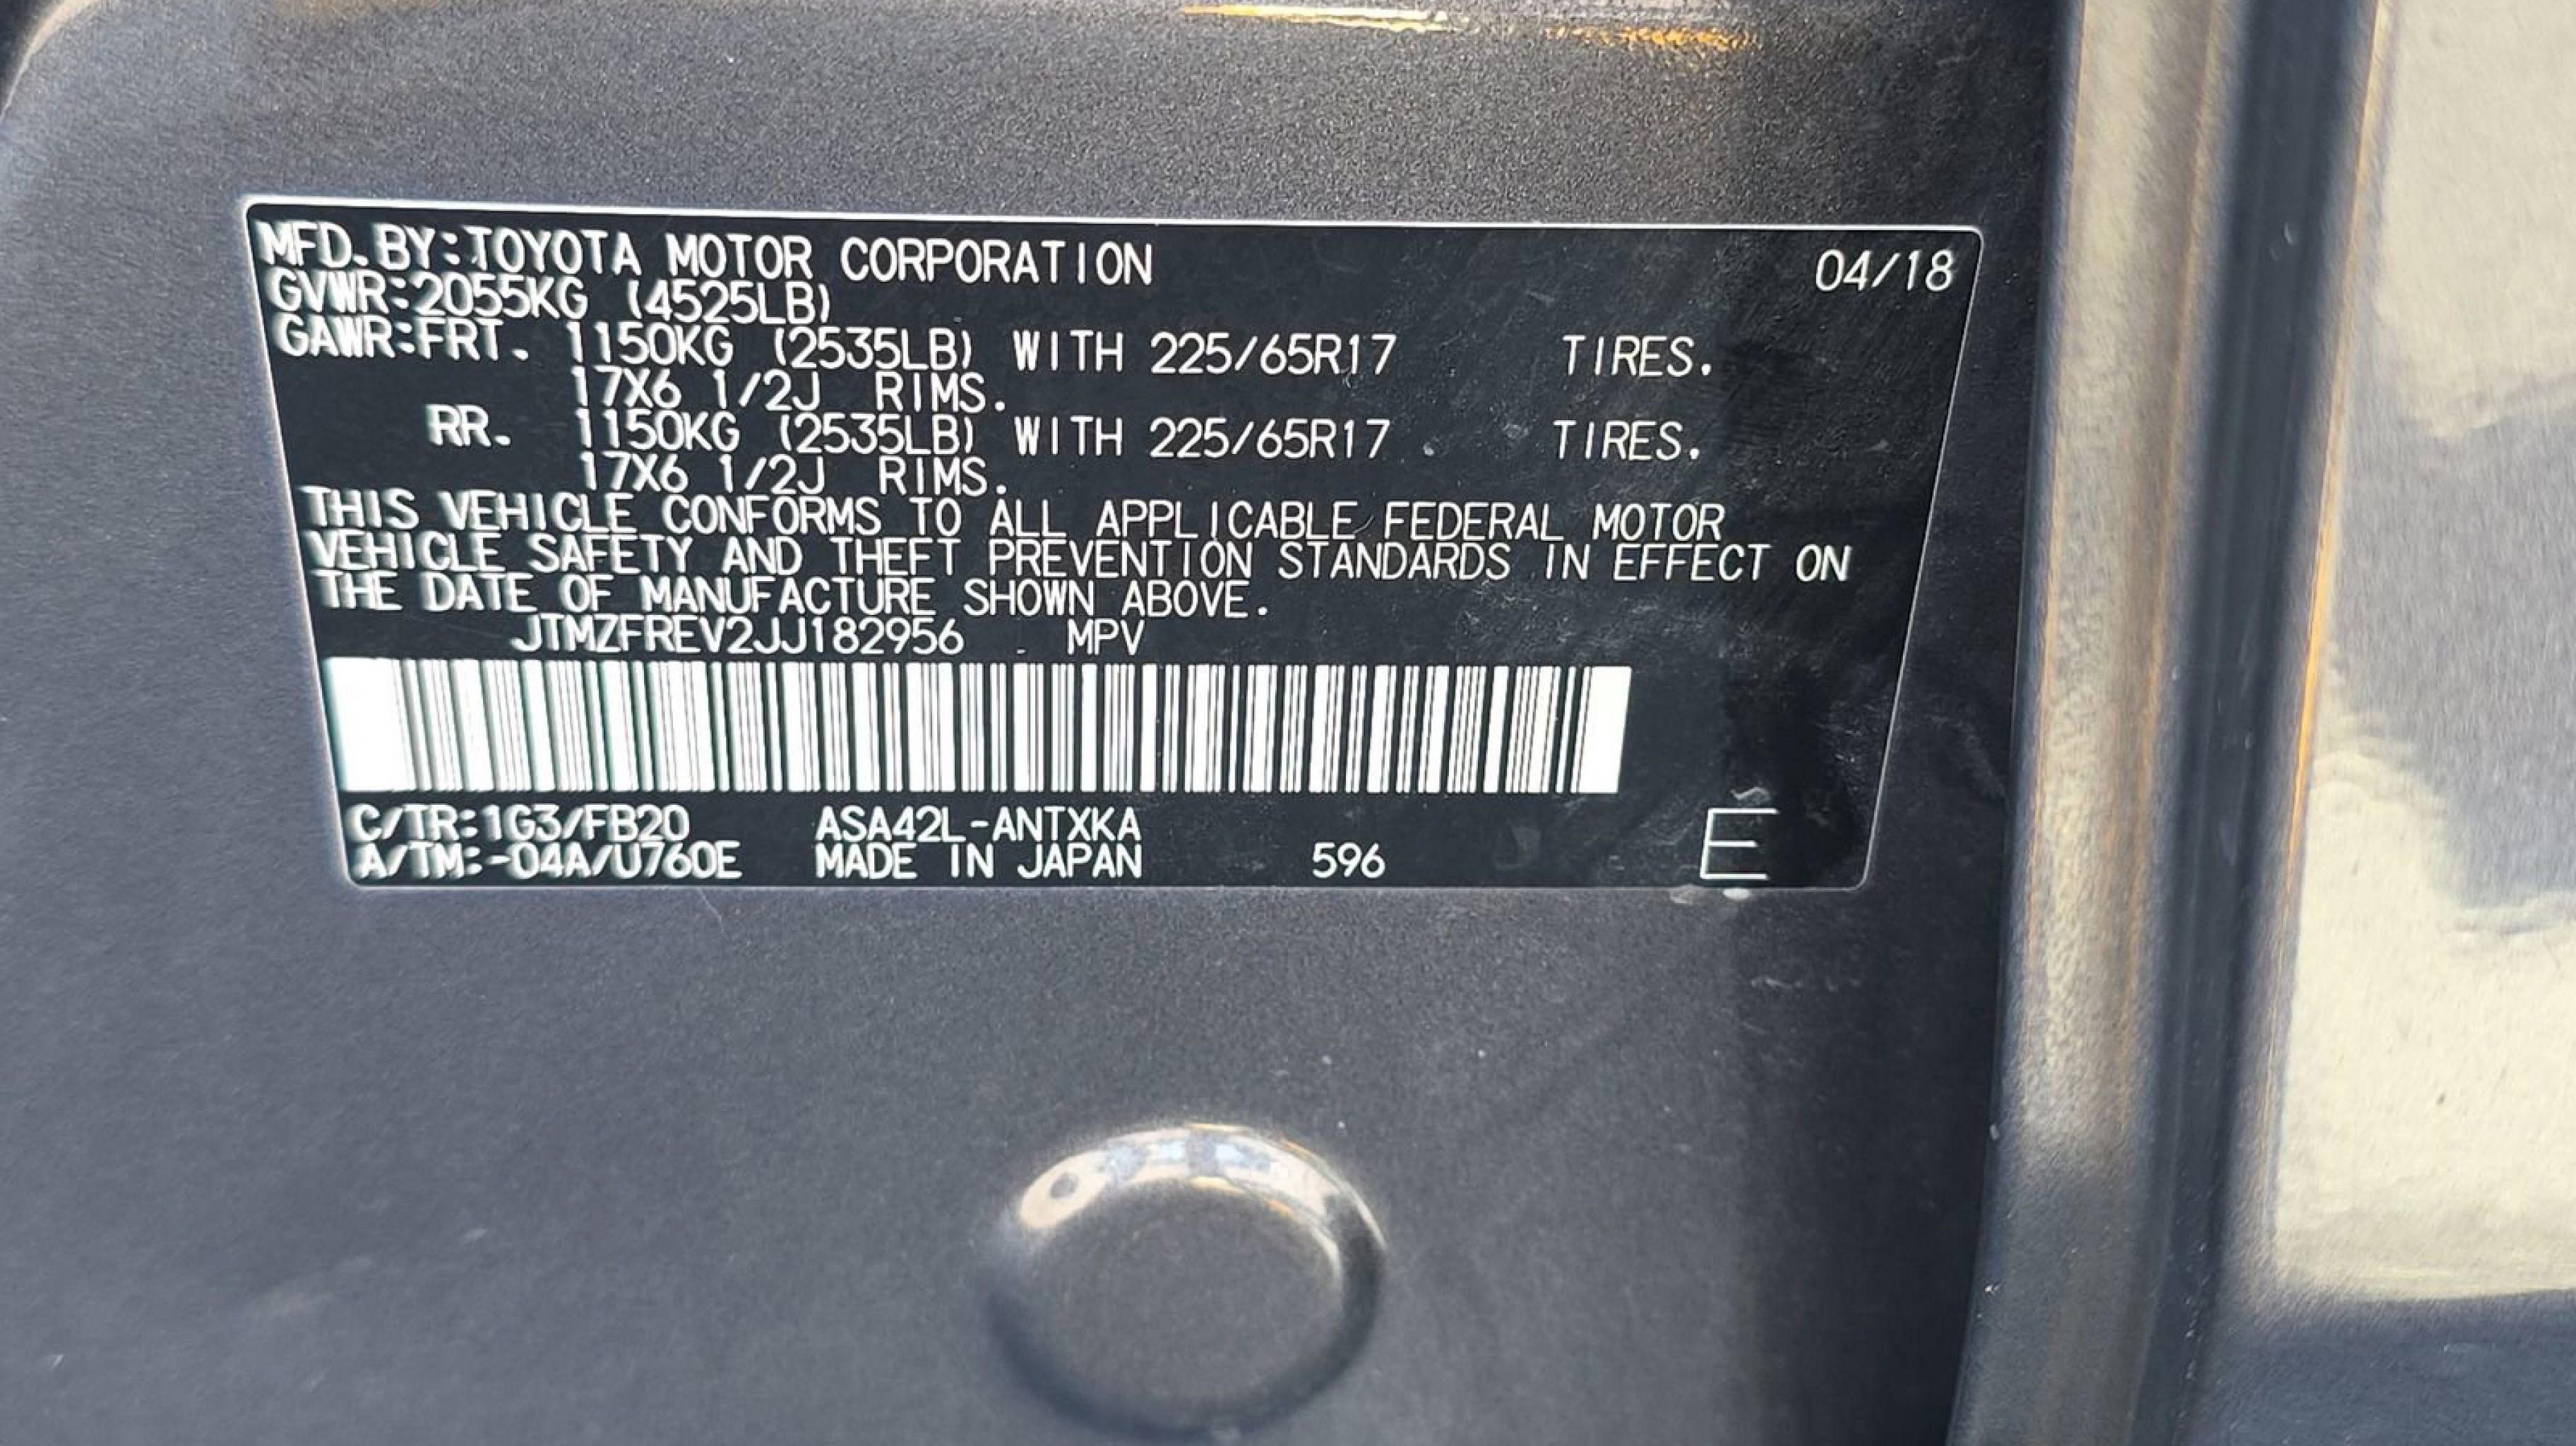 MFD. BY:TOYOTA MOTOR CORPORATION 04/18
GVWR:2055KG (4525LB)
GAWR:FRT. 1150KG (2535LB) WITH 225/65R17 TIRES.
17X6 1/2J RIMS.
RR. 1150KG (2535LB) WITH 225/65R17 TIRES.
17X6 1/2J RIMS.
THIS VEHICLE CONFORMS TO ALL APPLICABLE FEDERAL MOTOR
VEHICLE SAFETY AND THEFT PREVENTION STANDARDS IN EFFECT ON
THE DATE OF MANUFACTURE SHOWN ABOVE.
JTMZFREV2JJ182956 MPV
C/TR:1G3/FB20 ASA42L-ANTXKA
A/TM:-04A/U760E MADE IN JAPAN 596 E